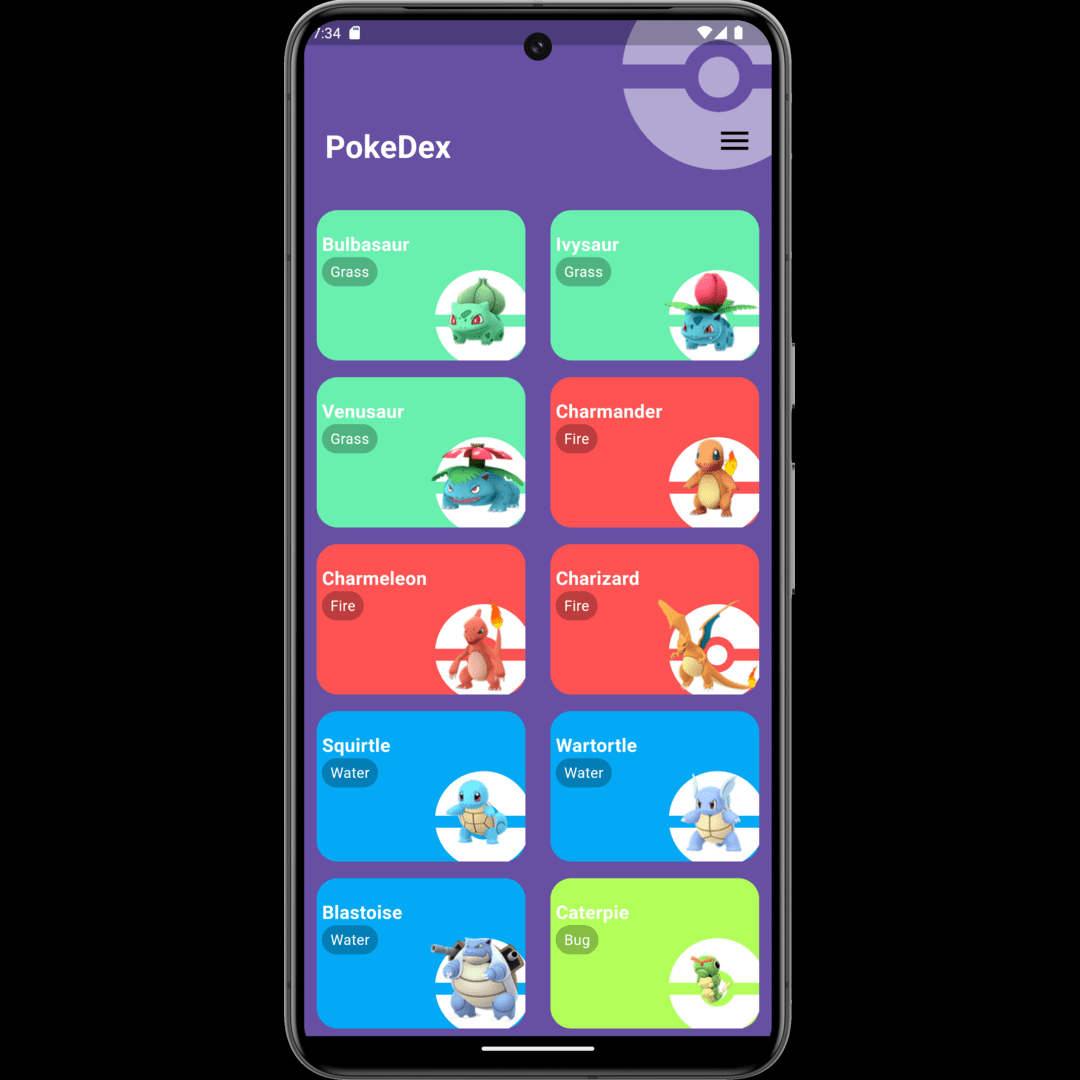 7:34
PokeDex
Bulbasaur
Grass
Ivysaur
Grass
Venusaur
Grass
Charmander
Fire
Charmeleon
Fire
Charizard
Fire
Squirtle
Water
Wartortle
Water
Blastoise
Water
Caterpie
Bug